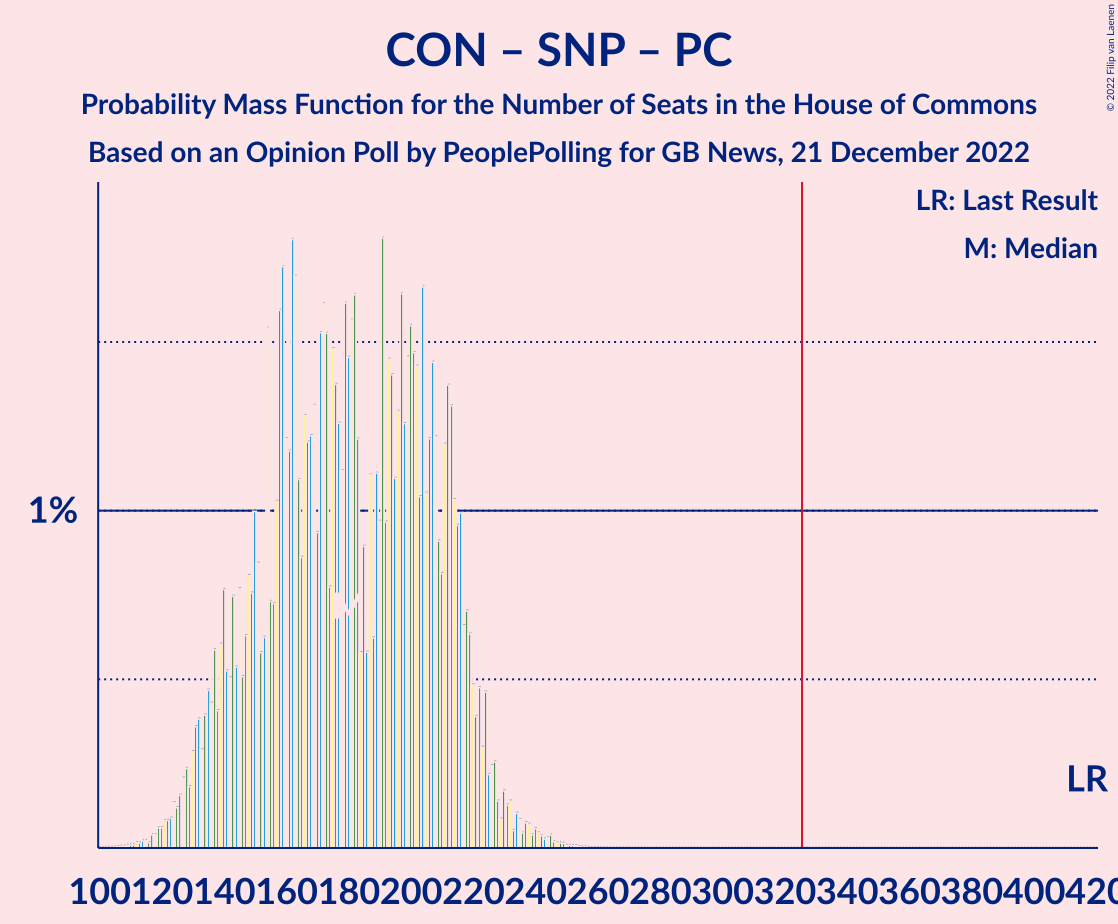 CON – SNP – PC
Probability Mass Function for the Number of Seats in the House of Commons
Based on an Opinion Poll by PeoplePolling for GB News, 21 December 2022
© 2022 Filip van Laenen
LR: Last Result
M: Median
1%
M
LR
100 120 140 160 180 200 220 240 260 280 300 320 340 360 380 400 420